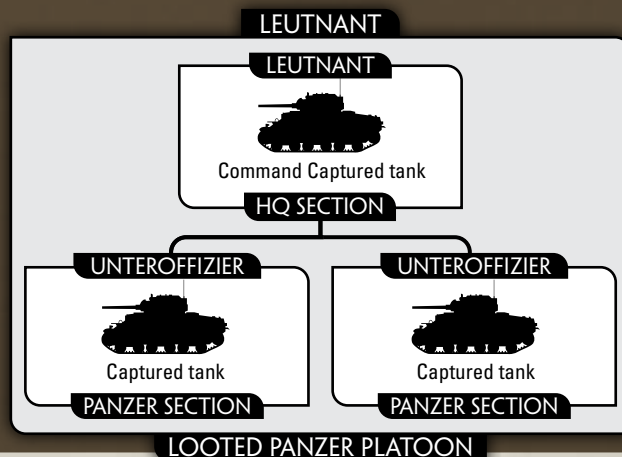 LEUTNANT
LEUTNANT
Command Captured tank
HQ SECTION
UNTEROFFIZIER
UNTEROFFIZIER
Captured tank
Captured tank
PANZER SECTION
PANZER SECTION
LOOTED PANZER PLATOON